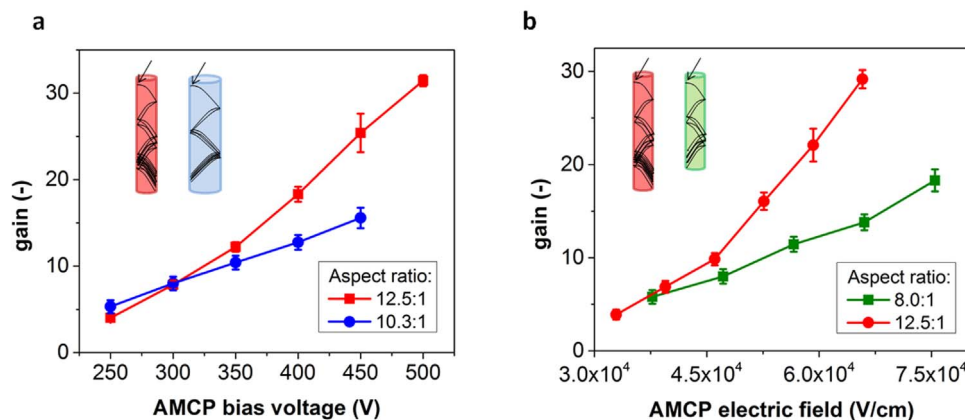 a
gain (-)
30
20
10
0
250 300 350 400 450 500
AMCP bias voltage (V)
Aspect ratio:
12.5:1
10.3:1
b
gain (-)
30
20
10
0
3.0x10⁴ 4.5x10⁴ 6.0x10⁴ 7.5x10⁴
AMCP electric field (V/cm)
Aspect ratio:
8.0:1
12.5:1